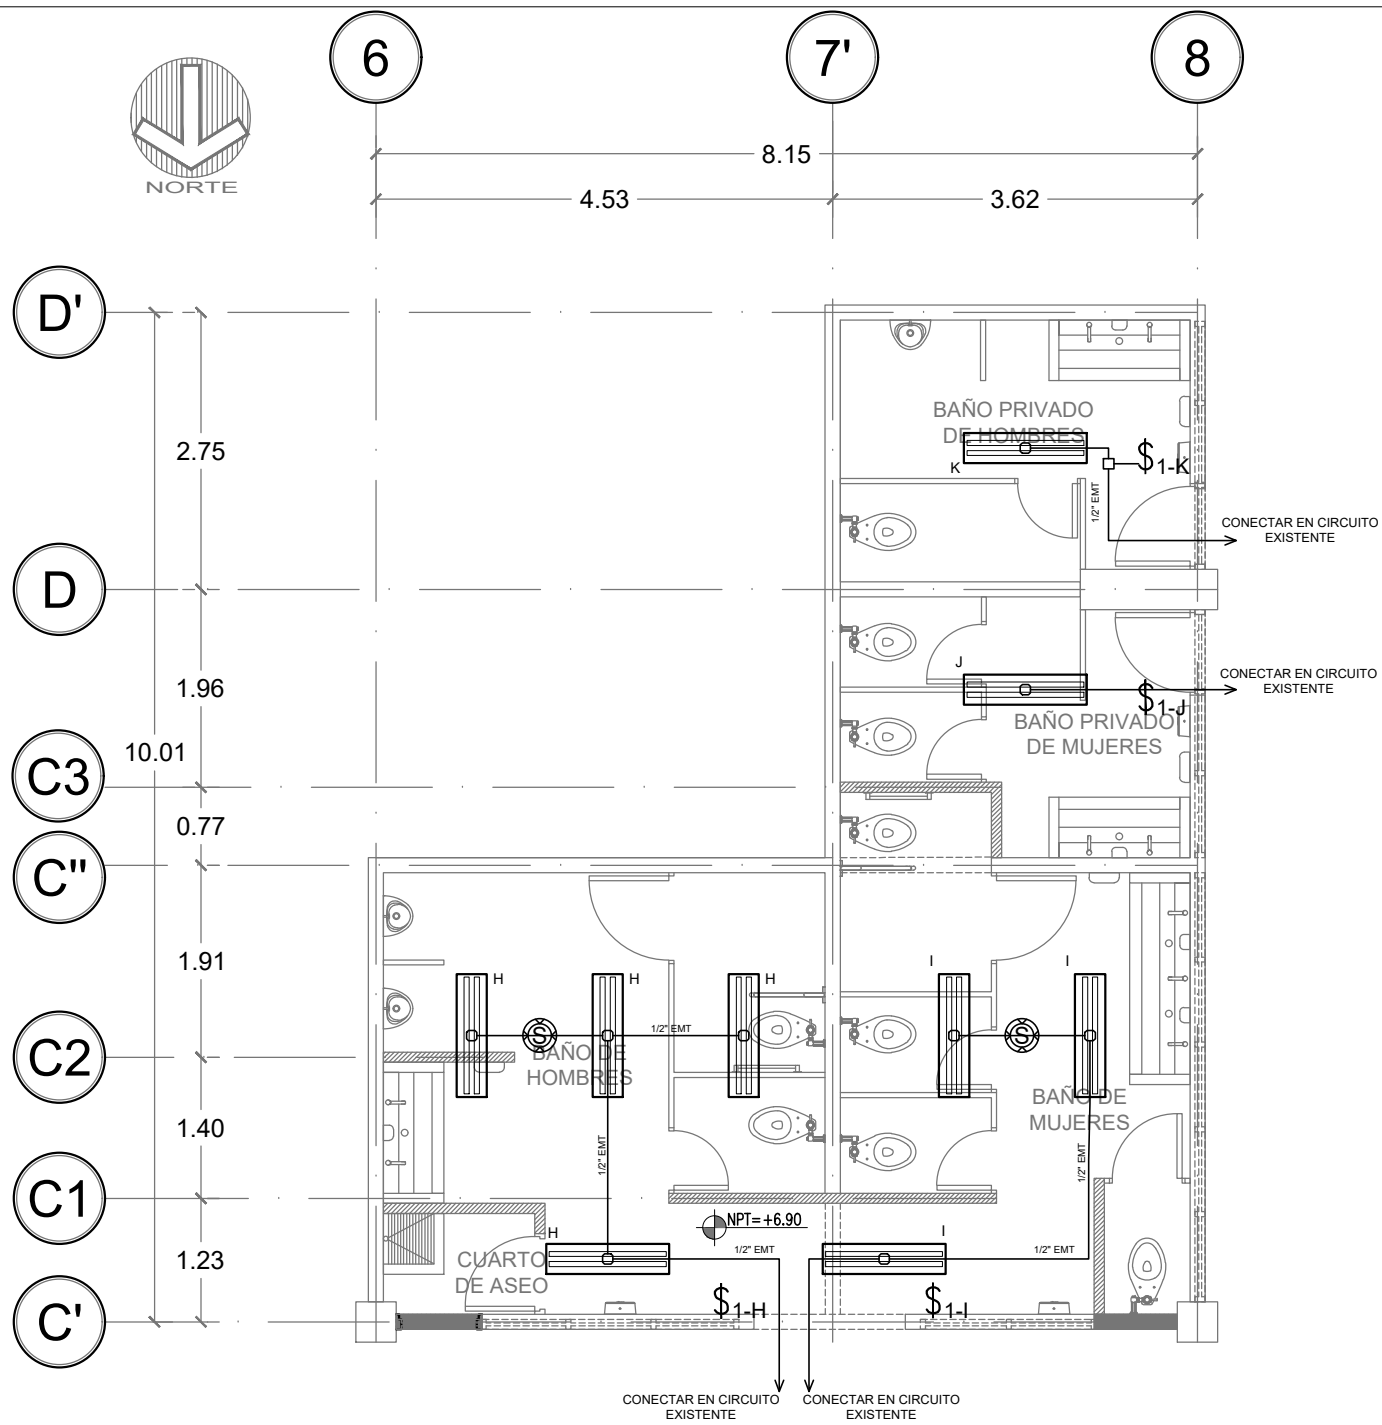 6
7'
8
NORTE
8.15
4.53
3.62
D'
2.75
BAÑO PRIVADO
DE HOMBRES
K
$1-K
1/2" EMT
CONECTAR EN CIRCUITO
EXISTENTE
D
1.96
J
CONECTAR EN CIRCUITO
EXISTENTE
$1-J
BAÑO PRIVADO
DE MUJERES
10.01
C3
0.77
C"
1.91
H
H
H
I
I
S
1/2" EMT
S
C2
BAÑO DE
HOMBRES
BAÑO DE
MUJERES
1.40
1/2" EMT
1/2" EMT
C1
NPT=+6.90
H
I
1.23
CUARTO
DE ASEO
1/2" EMT
1/2" EMT
$1-H
$1-I
C'
CONECTAR EN CIRCUITO
EXISTENTE
CONECTAR EN CIRCUITO
EXISTENTE